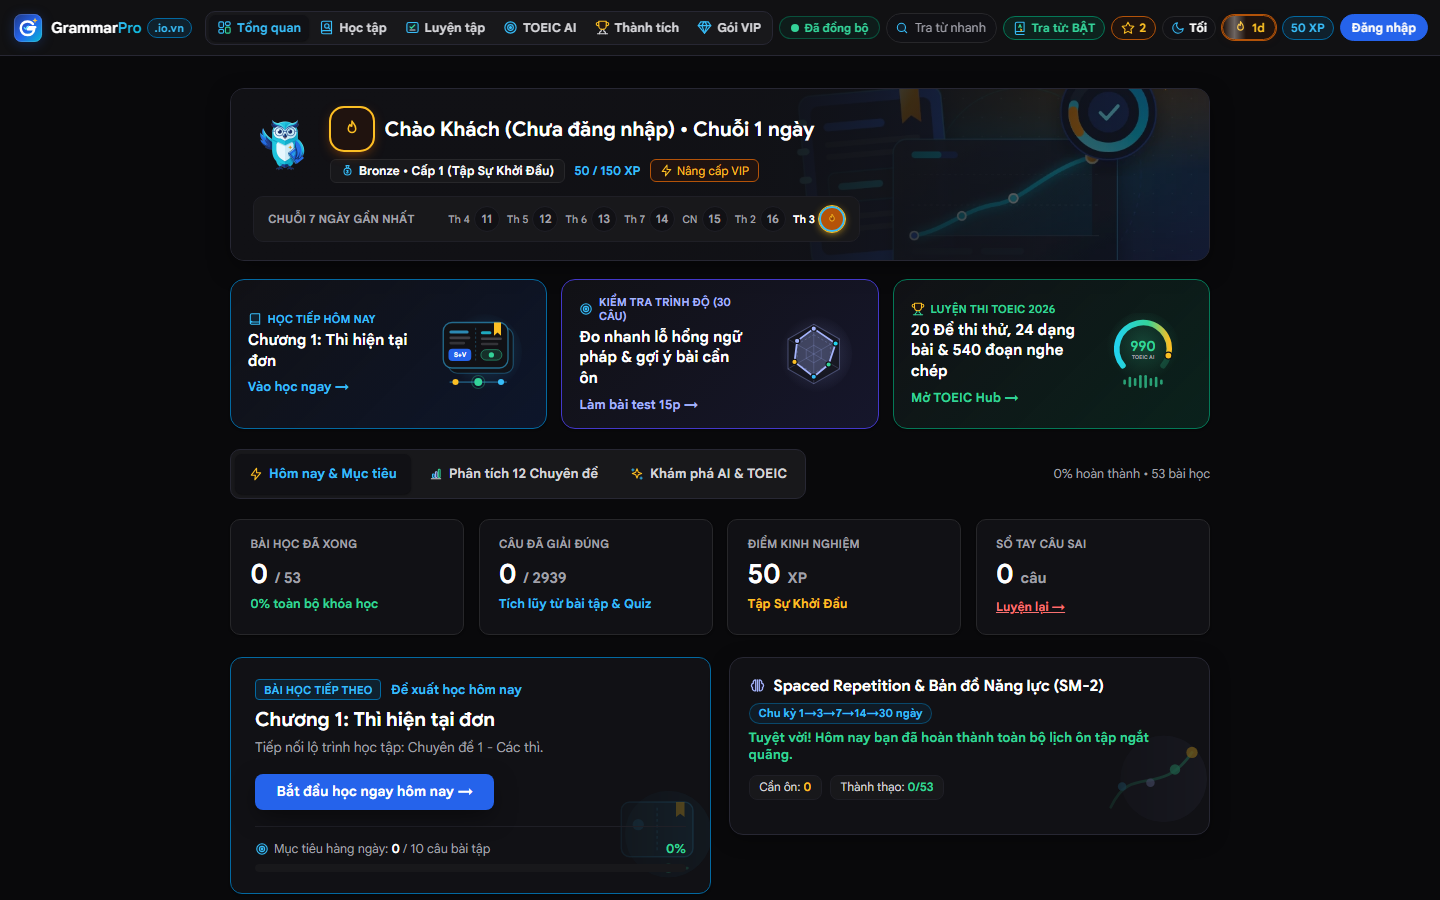 GrammarPro .io.vn
Tổng quan
Học tập
Luyện tập
TOEIC AI
Thành tích
Gói VIP
Đã đồng bộ
Tra từ nhanh
Tra từ: BẬT
2
Tối
1d
50 XP
Đăng nhập
Chào Khách (Chưa đăng nhập) • Chuỗi 1 ngày
Bronze • Cấp 1 (Tập Sự Khởi Đầu)
50 / 150 XP
Nâng cấp VIP
CHUỖI 7 NGÀY GẦN NHẤT
Th 4 11 Th 5 12 Th 6 13 Th 7 14 CN 15 Th 2 16 Th 3
HỌC TIẾP HÔM NAY
Chương 1: Thì hiện tại
đơn
Vào học ngay →
S+V
KIỂM TRA TRÌNH ĐỘ (30
CÂU)
Đo nhanh lỗ hổng ngữ
pháp & gợi ý bài cần
ôn
Làm bài test 15p →
LUYỆN THI TOEIC 2026
20 Đề thi thử, 24 dạng
bài & 540 đoạn nghe
chép
Mở TOEIC Hub →
990
TOEIC AI
Hôm nay & Mục tiêu
Phân tích 12 Chuyên đề
Khám phá AI & TOEIC
0% hoàn thành • 53 bài học
BÀI HỌC ĐÃ XONG
0 / 53
0% toàn bộ khóa học
CÂU ĐÃ GIẢI ĐÚNG
0 / 2939
Tích lũy từ bài tập & Quiz
ĐIỂM KINH NGHIỆM
50 XP
Tập Sự Khởi Đầu
SỔ TAY CÂU SAI
0 câu
Luyện lại →
BÀI HỌC TIẾP THEO
Đề xuất học hôm nay
Chương 1: Thì hiện tại đơn
Tiếp nối lộ trình học tập: Chuyên đề 1 - Các thì.
Bắt đầu học ngay hôm nay →
Mục tiêu hàng ngày: 0 / 10 câu bài tập
0%
Spaced Repetition & Bản đồ Năng lực (SM-2)
Chu kỳ 1→3→7→14→30 ngày
Tuyệt vời! Hôm nay bạn đã hoàn thành toàn bộ lịch ôn tập ngắt
quãng.
Cần ôn: 0
Thành thạo: 0/53